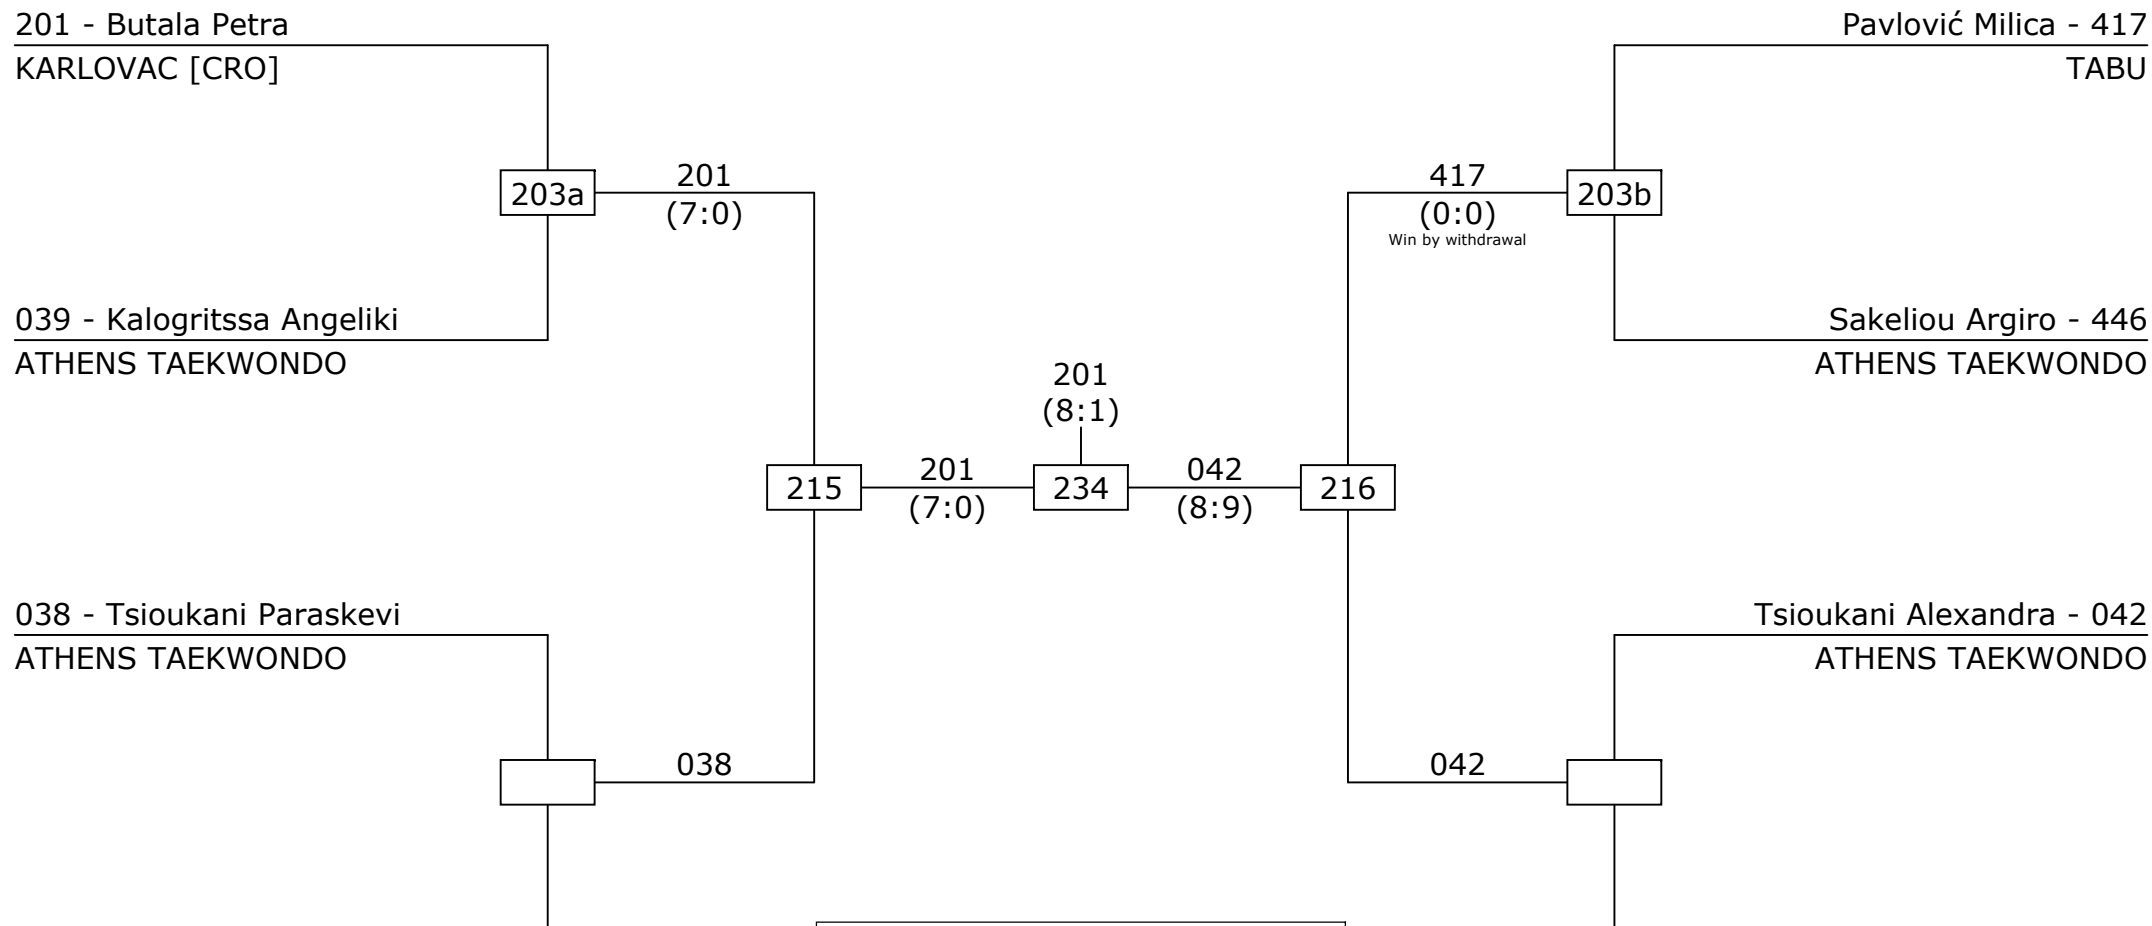 201 - Butala Petra
KARLOVAC [CRO]
Pavlović Milica - 417
TABU
203a
201
(7:0)
417
(0:0)
Win by withdrawal
203b
039 - Kalogritssa Angeliki
ATHENS TAEKWONDO
Sakeliou Argiro - 446
ATHENS TAEKWONDO
201
(8:1)
215
201
(7:0)
234
042
(8:9)
216
038 - Tsioukani Paraskevi
ATHENS TAEKWONDO
Tsioukani Alexandra - 042
ATHENS TAEKWONDO
038
042